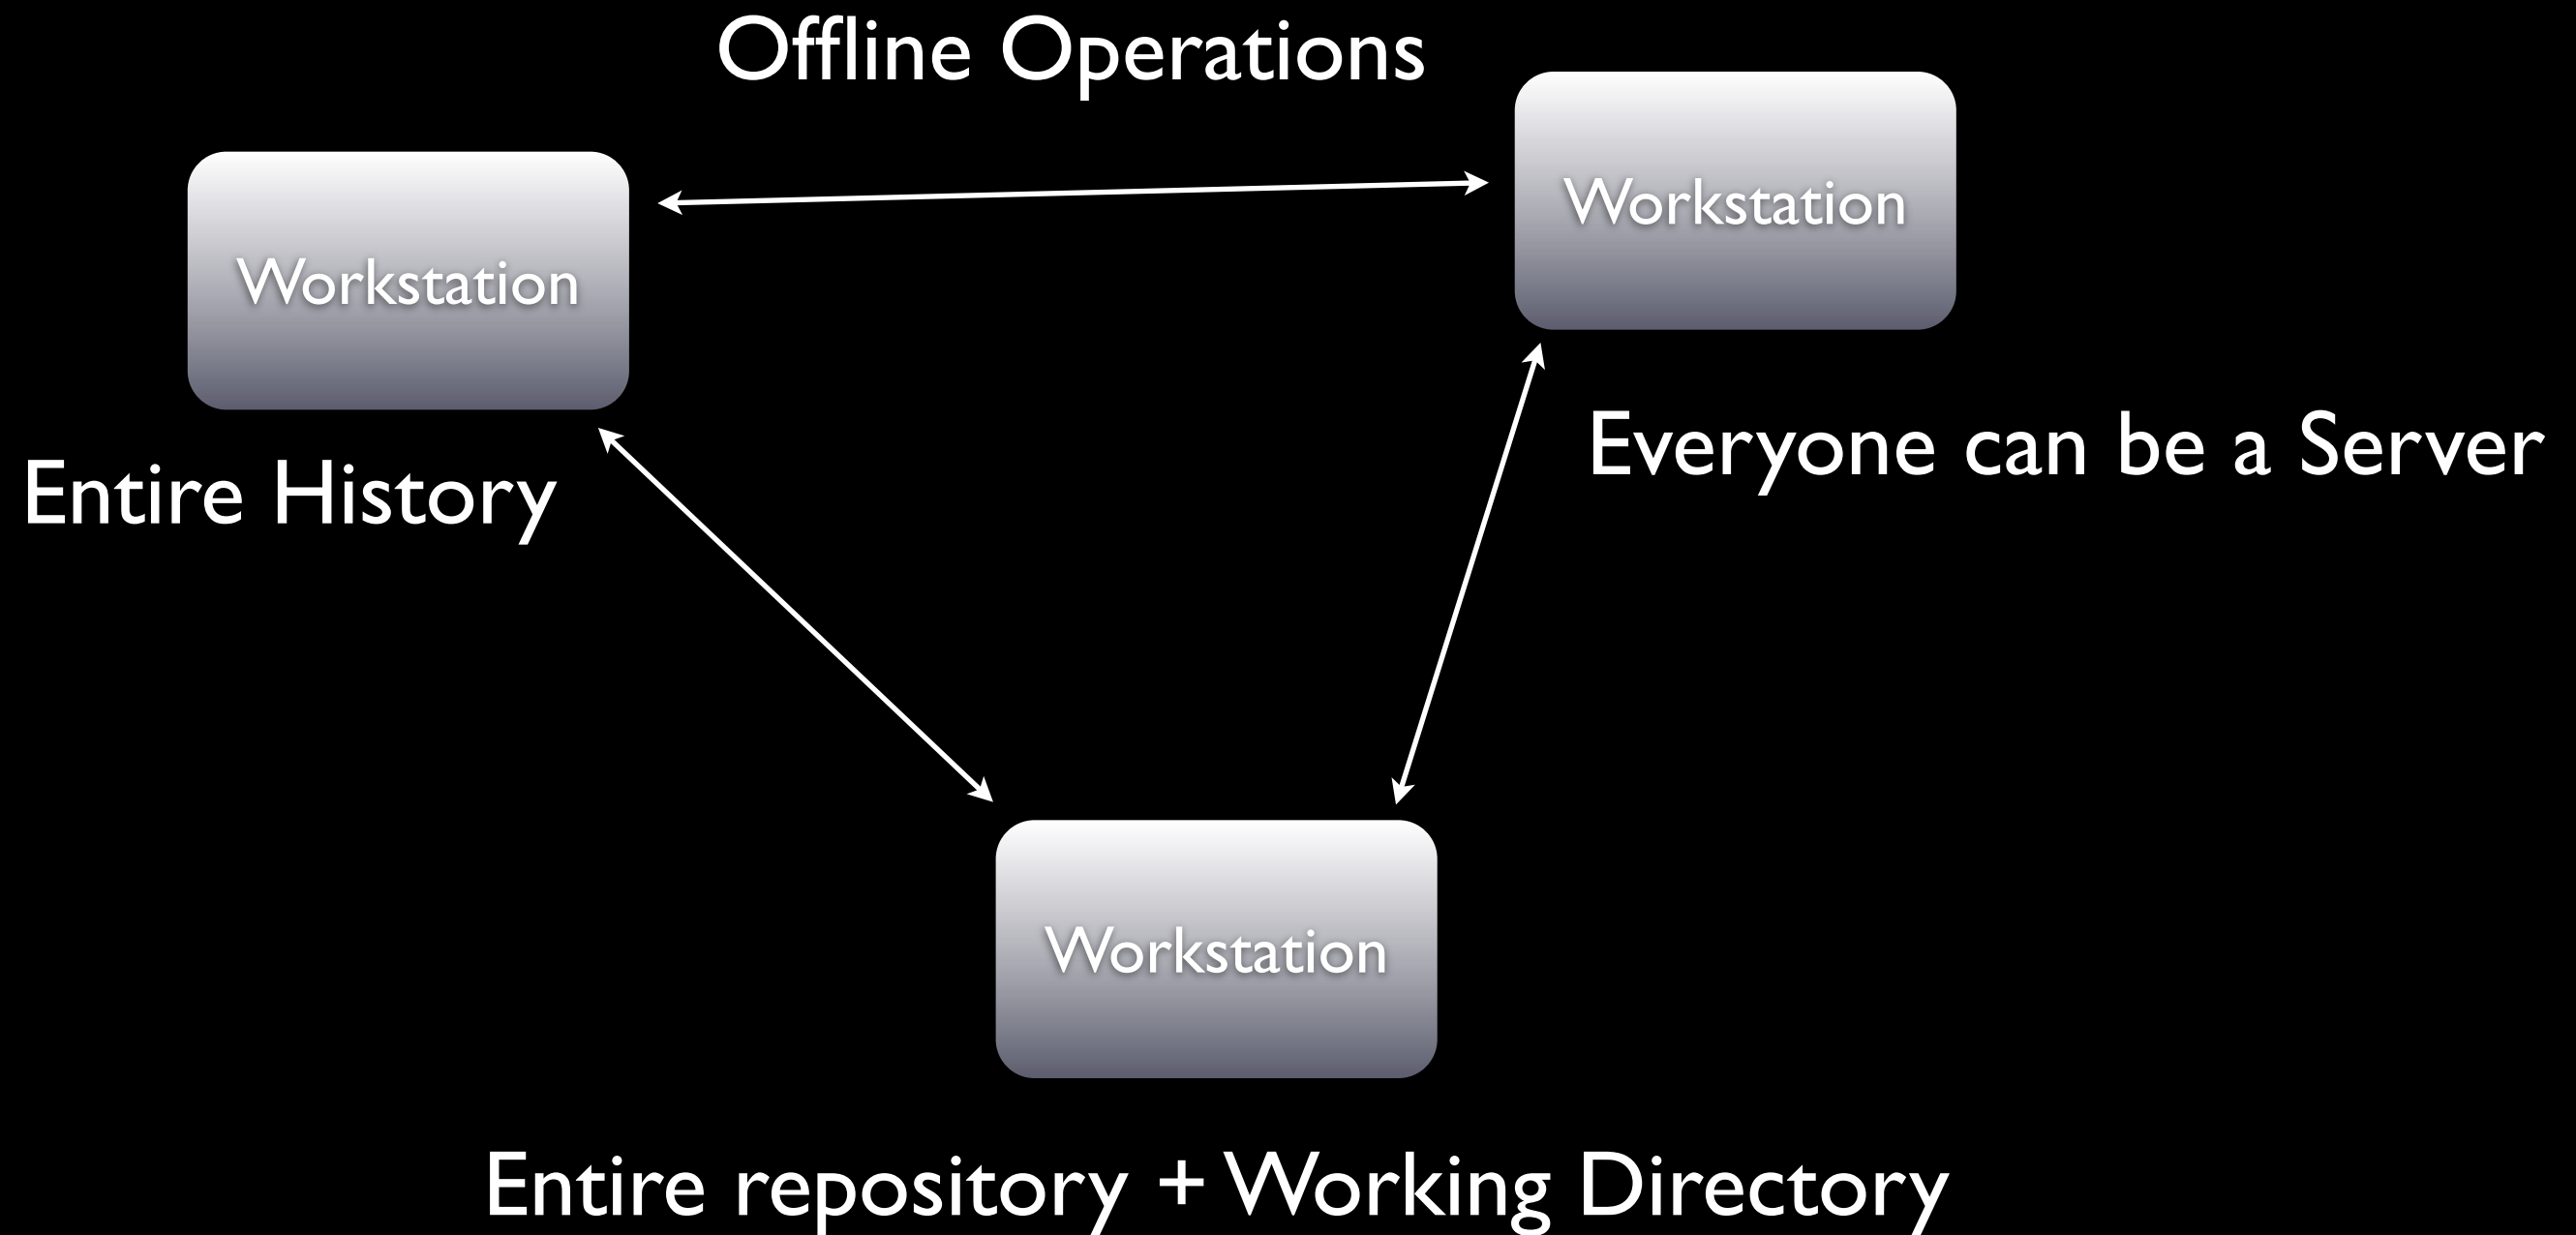 Offline Operations
Workstation
Workstation
Everyone can be a Server
Entire History
Workstation
Entire repository + Working Directory